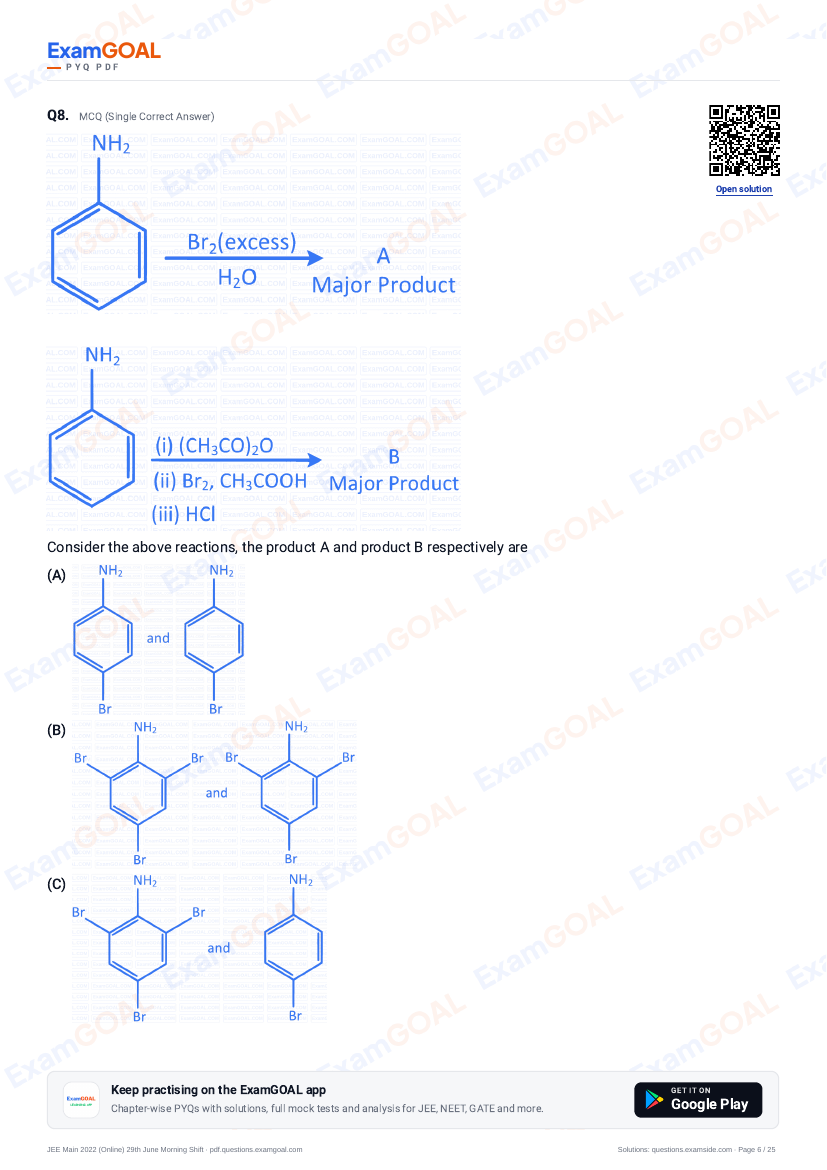 ExamGOAL
PYQ PDF
Q8. MCQ (Single Correct Answer)
Open solution
NH₂
Br₂(excess)
H₂O
A
Major Product
NH₂
(i) (CH₃CO)₂O
(ii) Br₂, CH₃COOH
(iii) HCl
B
Major Product
Consider the above reactions, the product A and product B respectively are
(A)
NH₂ NH₂
and
Br Br
(B)
NH₂ NH₂
Br Br Br Br
and
Br Br
(C)
NH₂ NH₂
Br Br
and
Br Br
Keep practising on the ExamGOAL app
Chapter-wise PYQs with solutions, full mock tests and analysis for JEE, NEET, GATE and more.
GET IT ON
Google Play
JEE Main 2022 (Online) 29th June Morning Shift · pdf.questions.examgoal.com
Solutions: questions.examside.com · Page 6 / 25